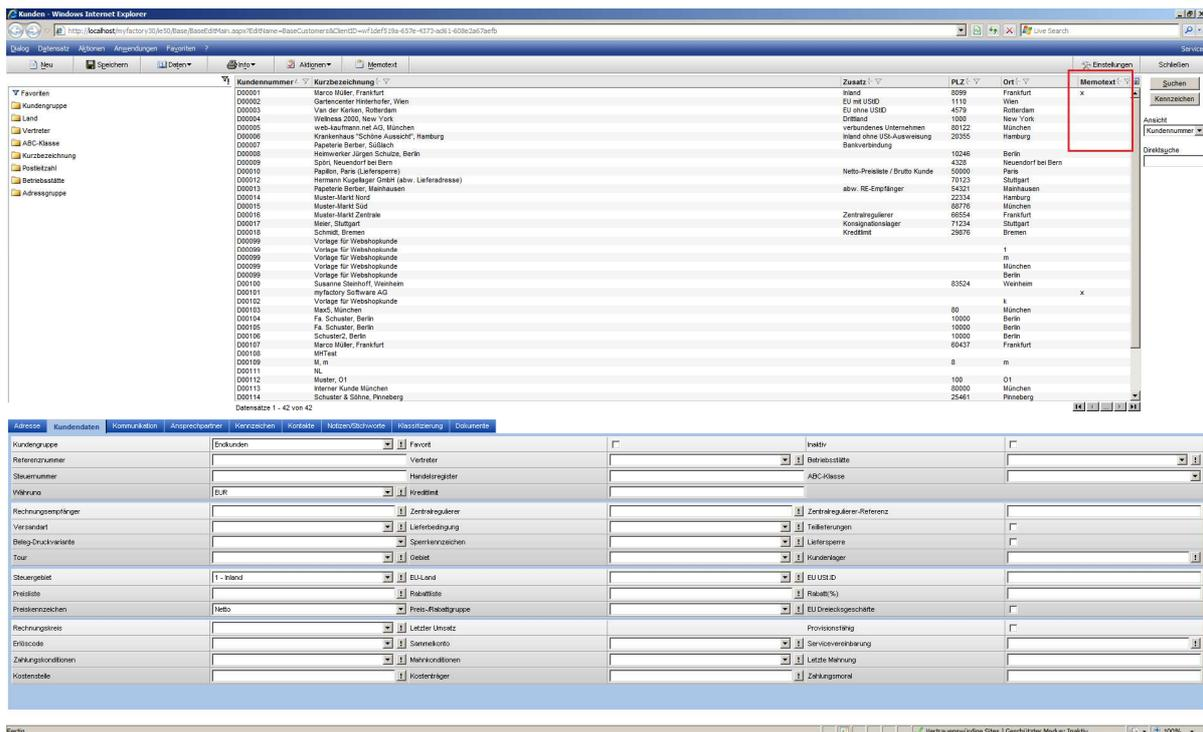 Kunden - Windows Internet Explorer
http://localhost/myfactory30/ie50/Base/BaseEditMain.aspx?EditName=BaseCustomers&ClientID=wf1def519a-657e-4373-ad61-608e2a67aefb Live Search
Dialog Datensatz Aktionen Anwendungen Favoriten ? Service
Neu Speichern Daten Info Aktionen Memotext Einstellungen Schließen
Favoriten
Kundengruppe
Land
Vertreter
ABC-Klasse
Kurzbezeichnung
Postleitzahl
Betriebsstätte
Adressgruppe
Kundennummer Kurzbezeichnung Zusatz PLZ Ort Memotext
D00001 Marco Müller, Frankfurt Inland 8099 Frankfurt x
D00002 Gartencenter Hinterhofer, Wien EU mit UStID 1110 Wien
D00003 Van der Kerken, Rotterdam EU ohne UStID 4579 Rotterdam
D00004 Wellness 2000, New York Drittland 1000 New York
D00005 web-kaufmann.net AG, München verbundenes Unternehmen 80122 München
D00006 Krankenhaus "Schöne Aussicht", Hamburg Inland ohne USt-Ausweisung 20355 Hamburg
D00007 Papeterie Berber, Süßlach Bankverbindung
D00008 Heimwerker Jürgen Schulze, Berlin 10246 Berlin
D00009 Spöri, Neuendorf bei Bern 4328 Neuendorf bei Bern
D00010 Papillon, Paris (Liefersperre) Netto-Preisliste / Brutto Kunde 50000 Paris
D00012 Hermann Kugellager GmbH (abw. Lieferadresse) 70123 Stuttgart
D00013 Papeterie Berber, Mainhausen abw. RE-Empfänger 54321 Mainhausen
D00014 Muster-Markt Nord 22334 Hamburg
D00015 Muster-Markt Süd 88776 München
D00016 Muster-Markt Zentrale Zentralregulierer 66554 Frankfurt
D00017 Meier, Stuttgart Konsignationslager 71234 Stuttgart
D00018 Schmidt, Bremen Kreditlimit 29876 Bremen
D00099 Vorlage für Webshopkunde
D00099 Vorlage für Webshopkunde 1
D00099 Vorlage für Webshopkunde m
D00099 Vorlage für Webshopkunde München
D00099 Vorlage für Webshopkunde Berlin
D00100 Susanne Steinhoff, Weinheim 83524 Weinheim
D00101 myfactory Software AG x
D00102 Vorlage für Webshopkunde k
D00103 Max5, München 80 München
D00104 Fa. Schuster, Berlin 10000 Berlin
D00105 Fa. Schuster, Berlin 10000 Berlin
D00106 Schuster2, Berlin 10000 Berlin
D00107 Marco Müller, Frankfurt 60437 Frankfurt
D00108 MHTest
D00109 M, m 8 m
D00111 NL
D00112 Muster, O1 100 O1
D00113 Interner Kunde München 80000 München
D00114 Schuster & Söhne, Pinneberg 25461 Pinneberg
Datensätze 1 - 42 von 42
Suchen
Kennzeichen
Ansicht
Kundennummer
Direktsuche
Adresse Kundendaten Kommunikation Ansprechpartner Kennzeichen Kontakte Notizen/Stichworte Klassifizierung Dokumente
Kundengruppe Endkunden ! Favorit Inaktiv
Referenznummer Vertreter ! Betriebsstätte !
Steuernummer Handelsregister ABC-Klasse
Währung EUR ! Kreditlimit
Rechnungsempfänger ! Zentralregulierer ! Zentralregulierer-Referenz
Versandart ! Lieferbedingung ! Teillieferungen
Beleg-Druckvariante Sperrkennzeichen ! Liefersperre
Tour ! Gebiet ! Kundenlager !
Steuergebiet 1 - Inland ! EU-Land ! EU USt.ID
Preisliste ! Rabattliste ! Rabatt(%)
Preiskennzeichen Netto Preis-/Rabattgruppe ! EU Dreiecksgeschäfte
Rechnungskreis ! Letzter Umsatz Provisionsfähig
Erlöscode ! Sammelkonto ! Servicevereinbarung !
Zahlungskonditionen ! Mahnkonditionen ! Letzte Mahnung
Kostenstelle ! Kostenträger ! Zahlungsmoral
Fertig Vertrauenswürdige Sites | Geschützter Modus: Inaktiv 100%